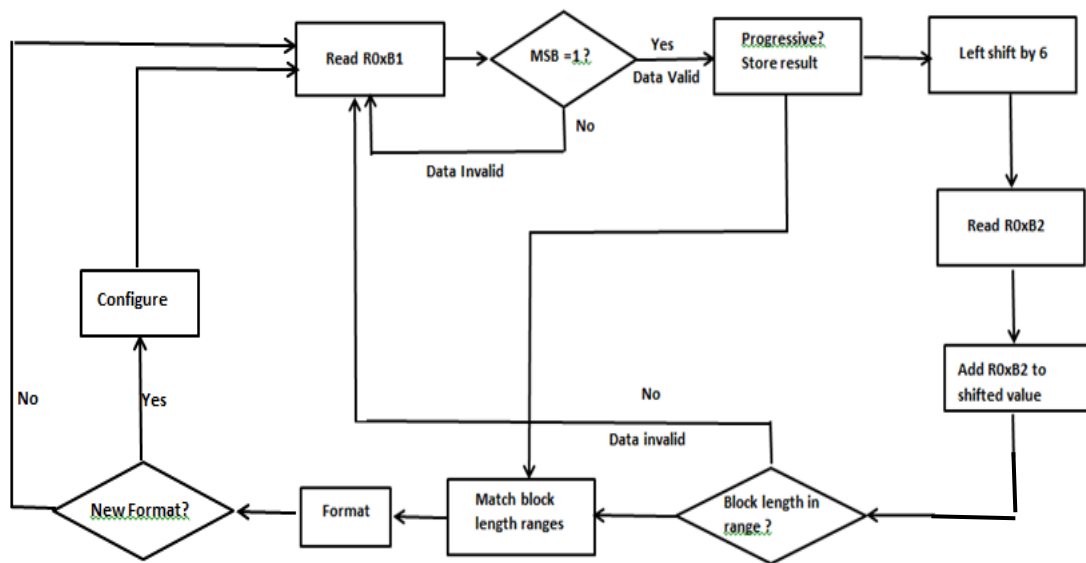 Read R0xB1
MSB =1 ?
Yes
Data Valid
Progressive?
Store result
Left shift by 6
No
Data Invalid
Read R0xB2
Configure
Add R0xB2 to
shifted value
No
Yes
No
Data invalid
New Format?
Format
Match block
length ranges
Block length in
range ?